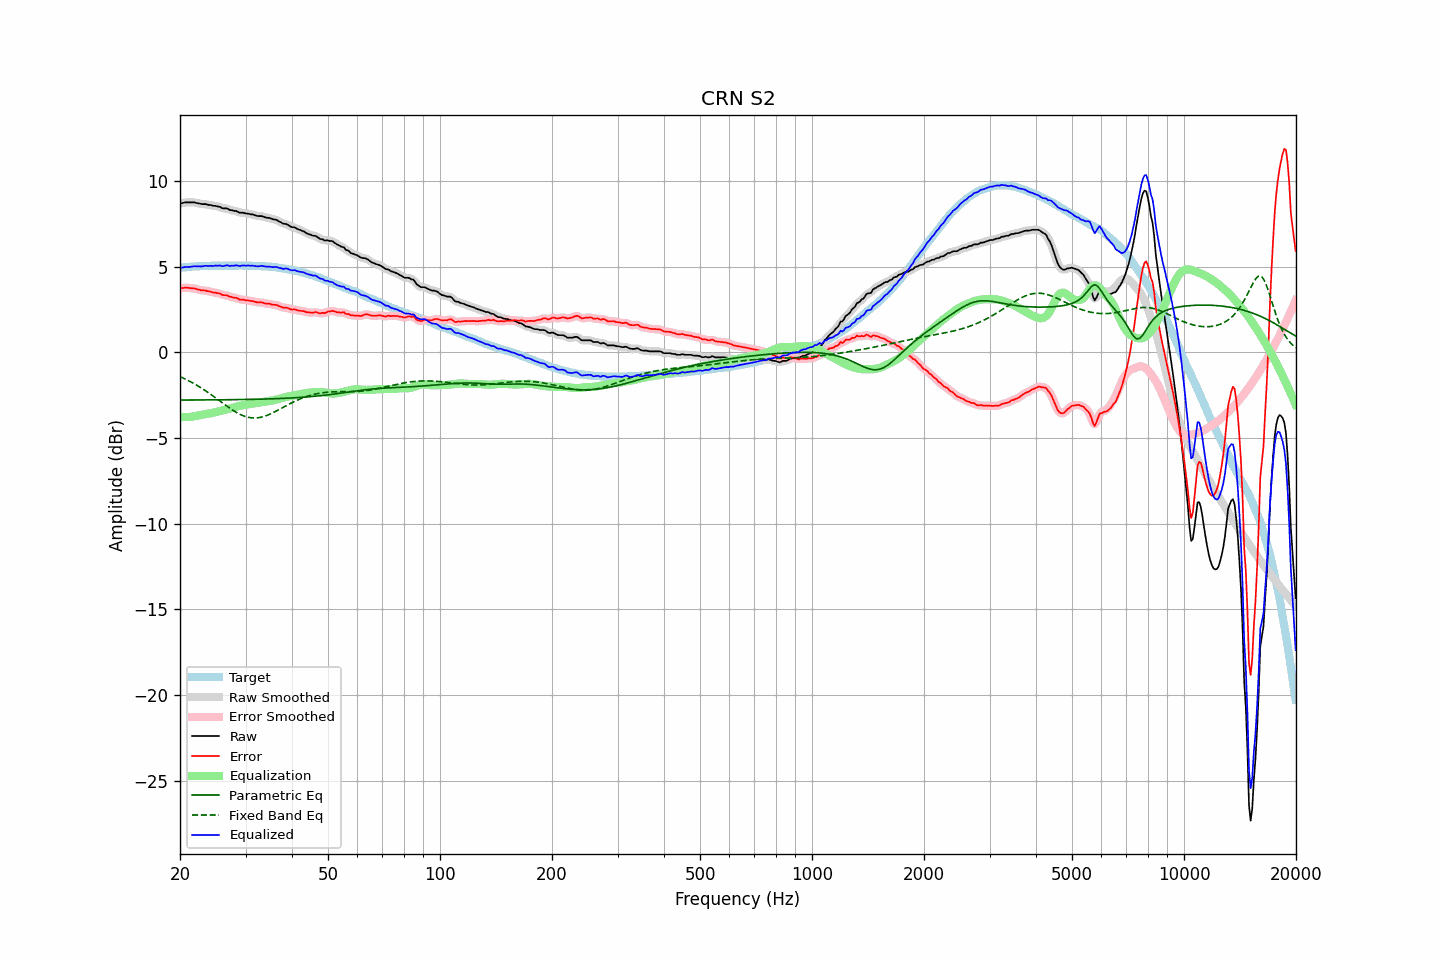 CRN S2
Amplitude (dBr)
10
5
0
−5
−10
−15
−20
−25
Target
Raw Smoothed
Error Smoothed
Raw
Error
Equalization
Parametric Eq
Fixed Band Eq
Equalized
20 50 100 200 500 1000 2000 5000 10000 20000
Frequency (Hz)